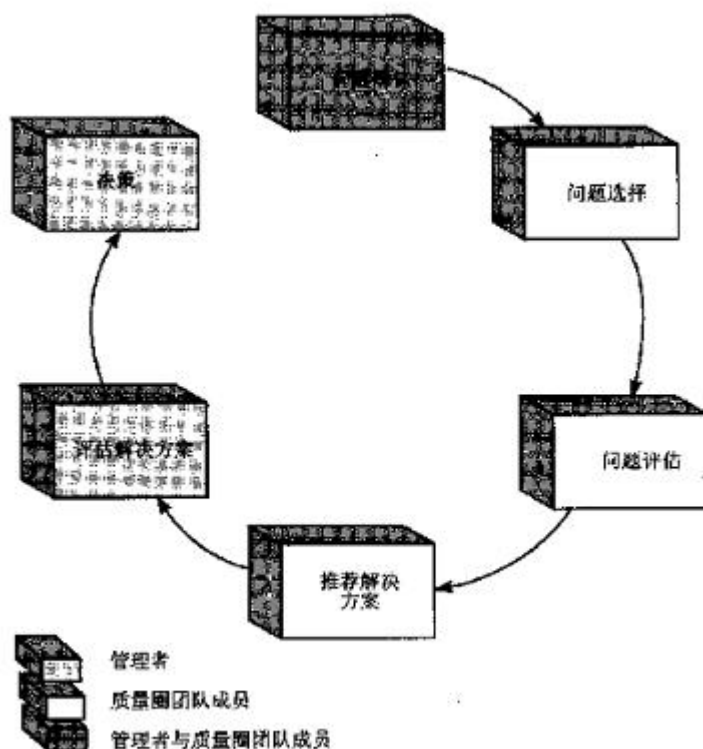 决策
问题选择
评估解决方案
问题评估
推荐解决
方案
管理者
质量圈团队成员
管理者与质量圈团队成员